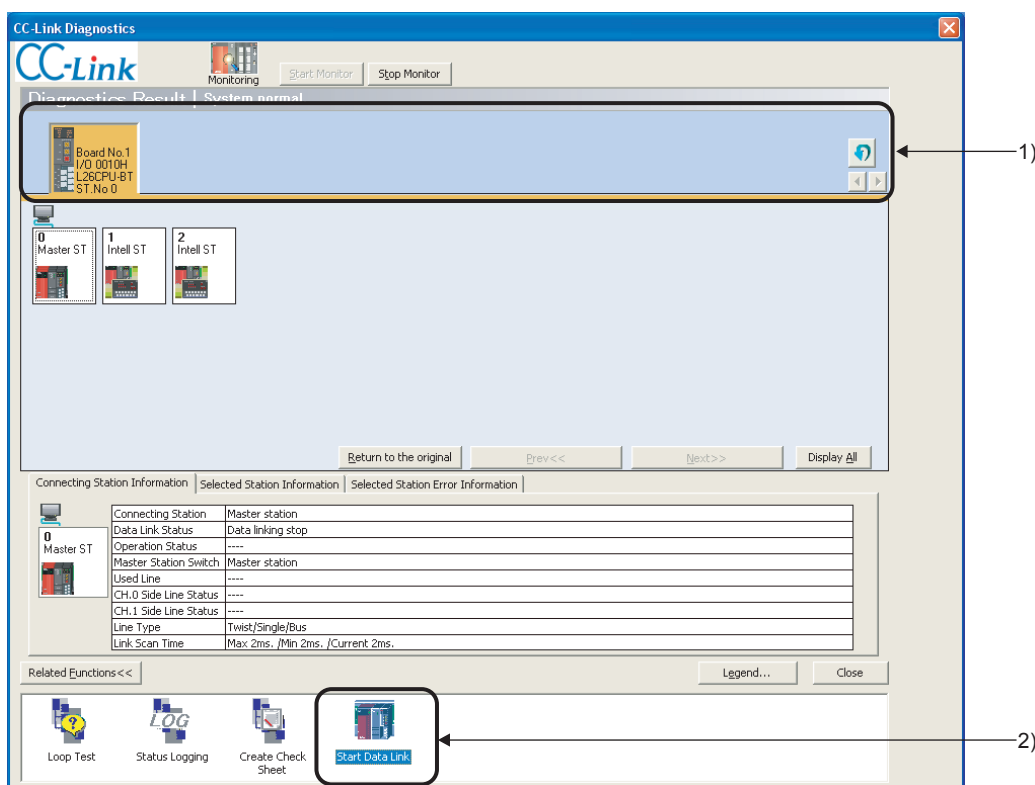 CC-Link Diagnostics
CC-Link
Monitoring
Start Monitor
Stop Monitor
Diagnostics Result | System normal
1)
Board No.1
I/O 0010H
L26CPU-BT
ST.No 0
0
Master ST
1
Intell ST
2
Intell ST
Return to the original
Prev<<
Next>>
Display All
Connecting Station Information
Selected Station Information
Selected Station Error Information
0
Master ST
Connecting Station Master station
Data Link Status Data linking stop
Operation Status ----
Master Station Switch Master station
Used Line ----
CH.0 Side Line Status ----
CH.1 Side Line Status ----
Line Type Twist/Single/Bus
Link Scan Time Max 2ms. /Min 2ms. /Current 2ms.
Related Functions<<
Legend...
Close
Loop Test
LOG
Status Logging
Create Check
Sheet
Start Data Link
2)